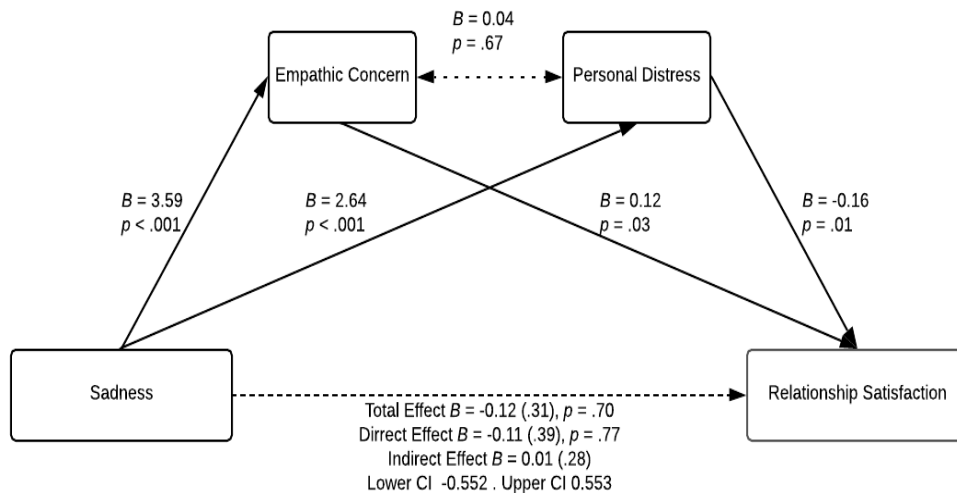 B = 0.04
p = .67
Empathic Concern
Personal Distress
B = 3.59
p < .001
B = 2.64
p < .001
B = 0.12
p = .03
B = -0.16
p = .01
Sadness
Relationship Satisfaction
Total Effect B = -0.12 (.31), p = .70
Dirrect Effect B = -0.11 (.39), p = .77
Indirect Effect B = 0.01 (.28)
Lower CI -0.552 . Upper CI 0.553